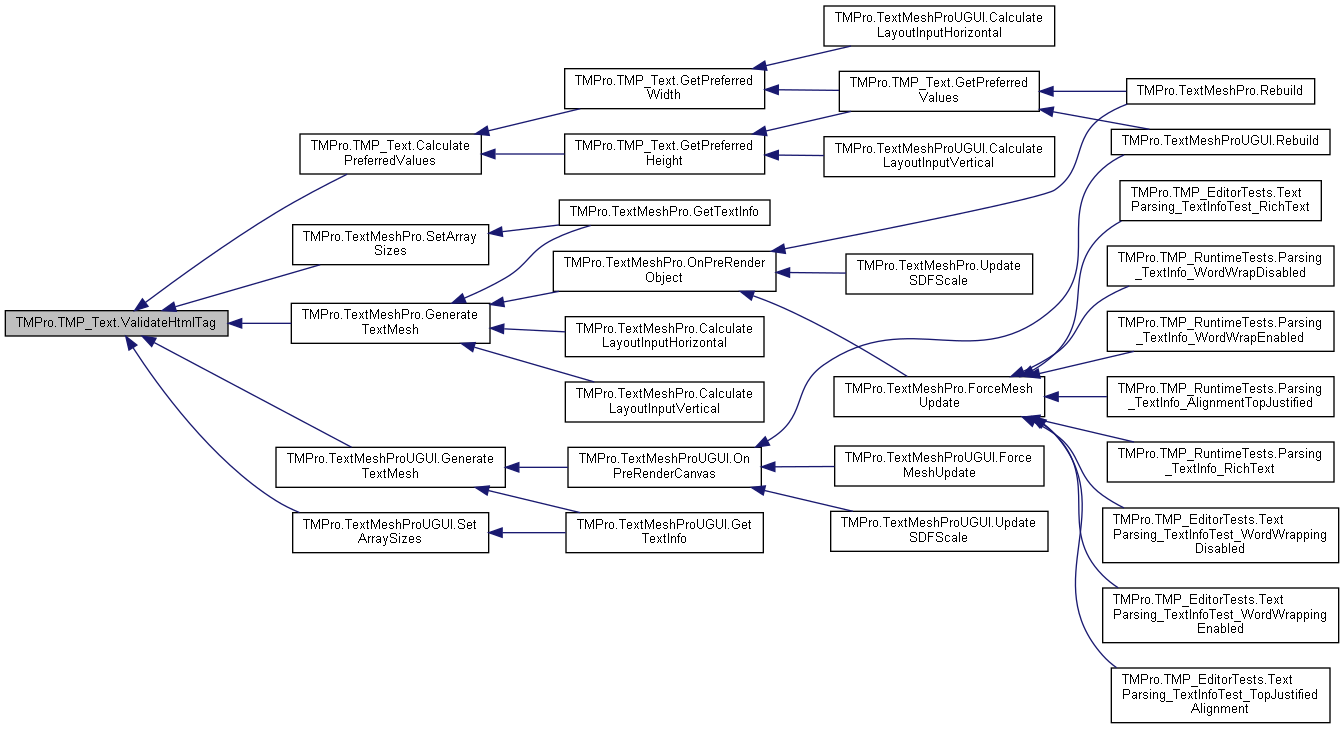 TMPro.TextMeshProUGUI.Calculate
LayoutInputHorizontal
TMPro.TMP_Text.GetPreferred
Width
TMPro.TMP_Text.GetPreferred
Values
TMPro.TextMeshPro.Rebuild
TMPro.TMP_Text.Calculate
PreferredValues
TMPro.TMP_Text.GetPreferred
Height
TMPro.TextMeshProUGUI.Calculate
LayoutInputVertical
TMPro.TextMeshProUGUI.Rebuild
TMPro.TMP_EditorTests.Text
Parsing_TextInfoTest_RichText
TMPro.TextMeshPro.GetTextInfo
TMPro.TextMeshPro.SetArray
Sizes
TMPro.TextMeshPro.OnPreRender
Object
TMPro.TextMeshPro.Update
SDFScale
TMPro.TMP_RuntimeTests.Parsing
_TextInfo_WordWrapDisabled
TMPro.TMP_Text.ValidateHtmlTag
TMPro.TextMeshPro.Generate
TextMesh
TMPro.TextMeshPro.Calculate
LayoutInputHorizontal
TMPro.TMP_RuntimeTests.Parsing
_TextInfo_WordWrapEnabled
TMPro.TextMeshPro.Calculate
LayoutInputVertical
TMPro.TextMeshPro.ForceMesh
Update
TMPro.TMP_RuntimeTests.Parsing
_TextInfo_AlignmentTopJustified
TMPro.TextMeshProUGUI.Generate
TextMesh
TMPro.TextMeshProUGUI.On
PreRenderCanvas
TMPro.TextMeshProUGUI.Force
MeshUpdate
TMPro.TMP_RuntimeTests.Parsing
_TextInfo_RichText
TMPro.TextMeshProUGUI.Set
ArraySizes
TMPro.TextMeshProUGUI.Get
TextInfo
TMPro.TextMeshProUGUI.Update
SDFScale
TMPro.TMP_EditorTests.Text
Parsing_TextInfoTest_WordWrapping
Disabled
TMPro.TMP_EditorTests.Text
Parsing_TextInfoTest_WordWrapping
Enabled
TMPro.TMP_EditorTests.Text
Parsing_TextInfoTest_TopJustified
Alignment